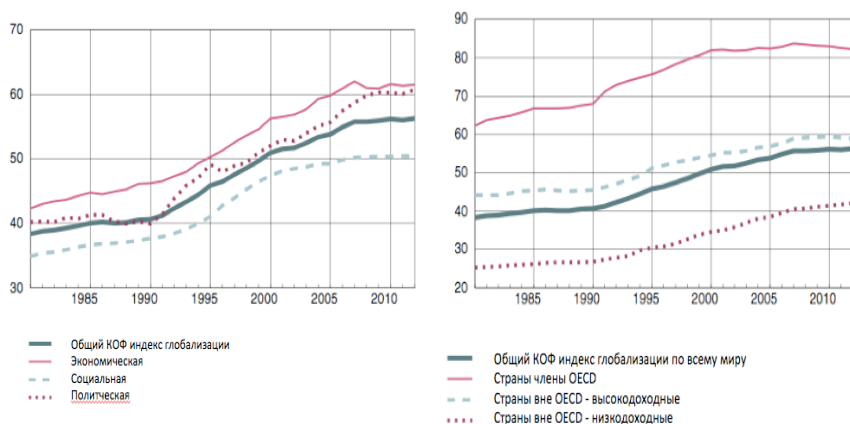 70
60
50
40
30
1985 1990 1995 2000 2005 2010
Общий КОФ индекс глобализации
Экономическая
Социальная
Политческая
90
80
70
60
50
40
30
20
1985 1990 1995 2000 2005 2010
Общий КОФ индекс глобализации по всему миру
Страны члены OECD
Страны вне OECD - высокодоходные
Страны вне OECD - низкодоходные